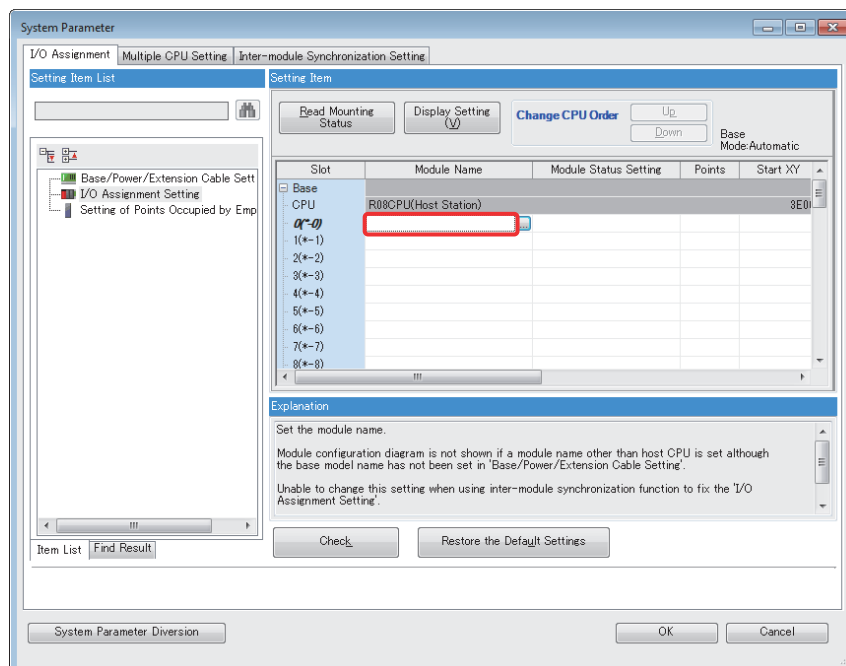 System Parameter
I/O Assignment Multiple CPU Setting Inter-module Synchronization Setting
Setting Item List
Setting Item
Read Mounting
Status
Display Setting
(V)
Change CPU Order
Up
Down
Base
Mode:Automatic
Base/Power/Extension Cable Sett
I/O Assignment Setting
Setting of Points Occupied by Emp
Slot Module Name Module Status Setting Points Start XY
Base
CPU R08CPU(Host Station) 3E0
0(*-0) ...
1(*-1)
2(*-2)
3(*-3)
4(*-4)
5(*-5)
6(*-6)
7(*-7)
8(*-8)
Explanation
Set the module name.
Module configuration diagram is not shown if a module name other than host CPU is set although
the base model name has not been set in 'Base/Power/Extension Cable Setting'.
Unable to change this setting when using inter-module synchronization function to fix the 'I/O
Assignment Setting'.
Item List Find Result
Check
Restore the Default Settings
System Parameter Diversion
OK
Cancel